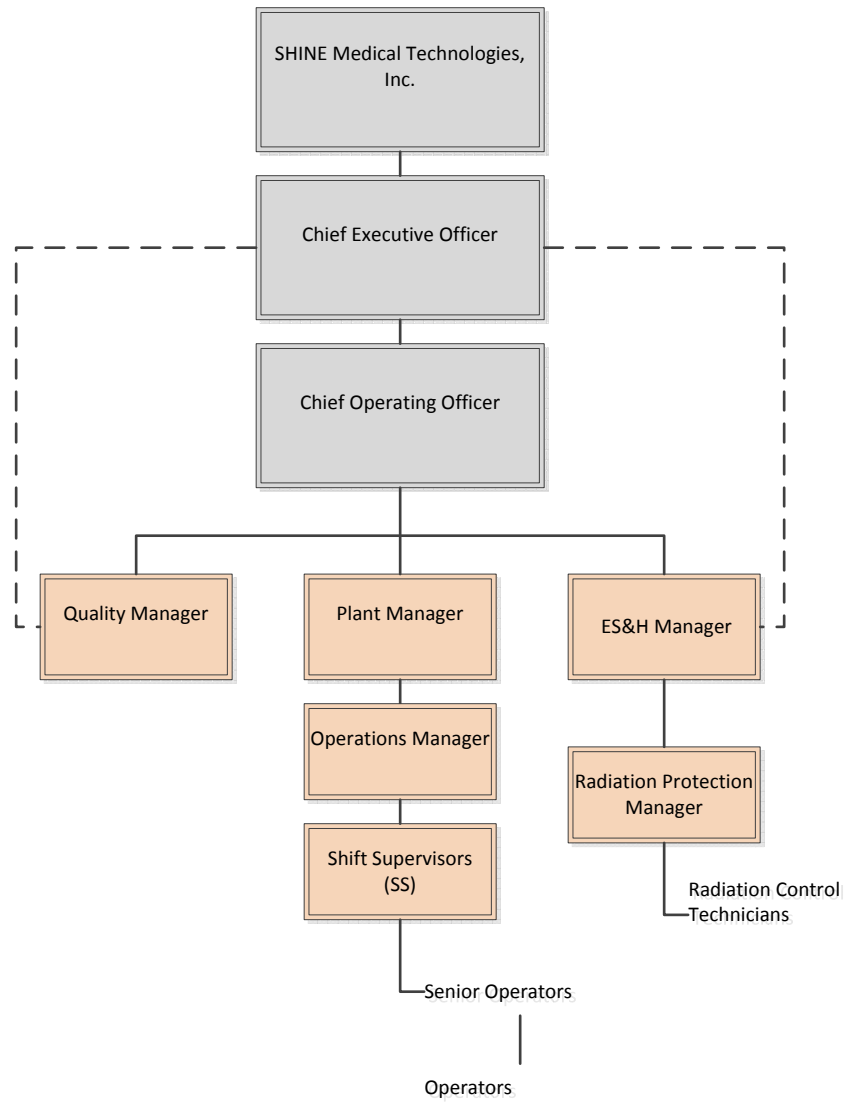 SHINE Medical Technologies,
Inc.
Chief Executive Officer
Chief Operating Officer
Quality Manager
Plant Manager
ES&H Manager
Operations Manager
Radiation Protection
Manager
Shift Supervisors
(SS)
Radiation Control
Technicians
Senior Operators
Operators